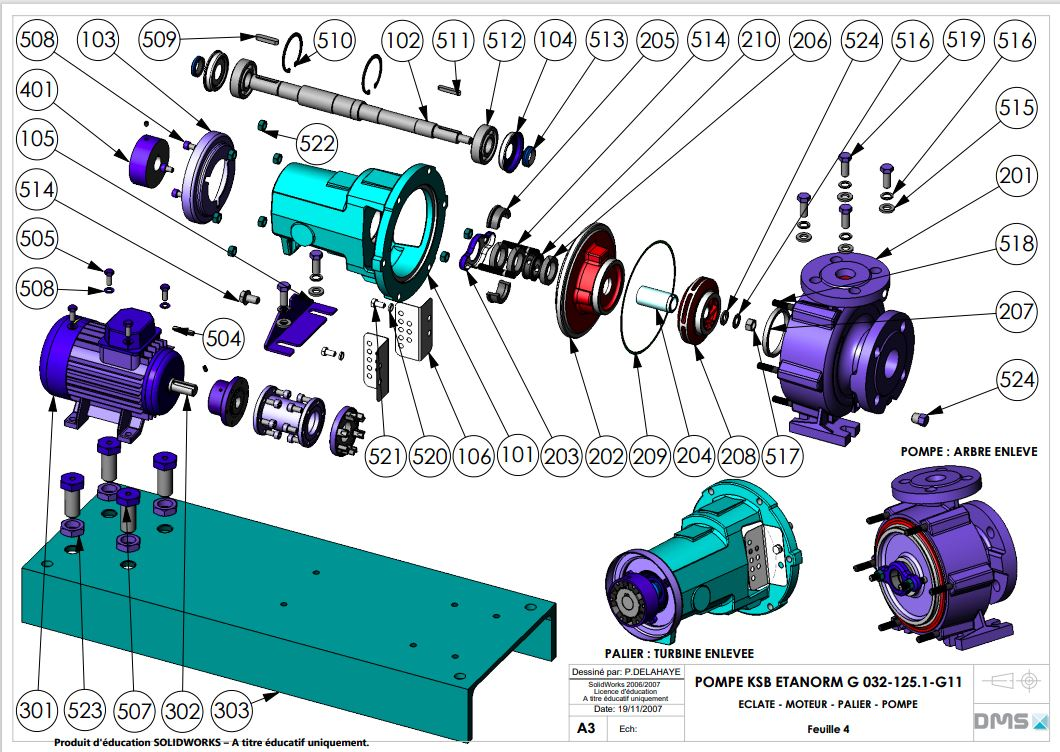 508 103 509 510 102 511 512 104 513 205 514 210 206 524 516 519 516
401
515
105
522
514
201
505
518
508
207
504
524
521 520 106 101 203 202 209 204 208 517
POMPE : ARBRE ENLEVE
PALIER : TURBINE ENLEVEE
301 523 507 302 303
Dessiné par: P.DELAHAYE
SolidWorks 2006/2007
Licence d'éducation
A titre éducatif uniquement
Date: 19/11/2007
A3 Ech:
POMPE KSB ETANORM G 032-125.1-G11
ECLATE - MOTEUR - PALIER - POMPE
Feuille 4
DMS
Produit d'éducation SOLIDWORKS – A titre éducatif uniquement.